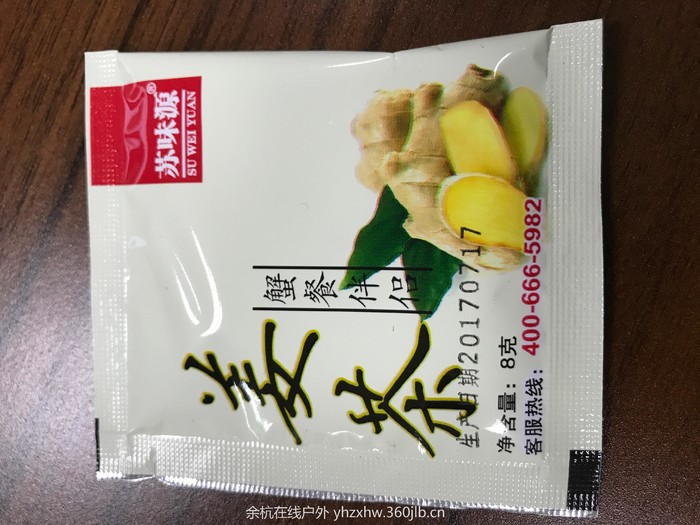 苏味源®
SU WEI YUAN
蟹餐伴侣
姜茶
生产日期20170717
净含量：8克
客服热线：400-666-5982
余杭在线户外 yhzxhw.360jlb.cn